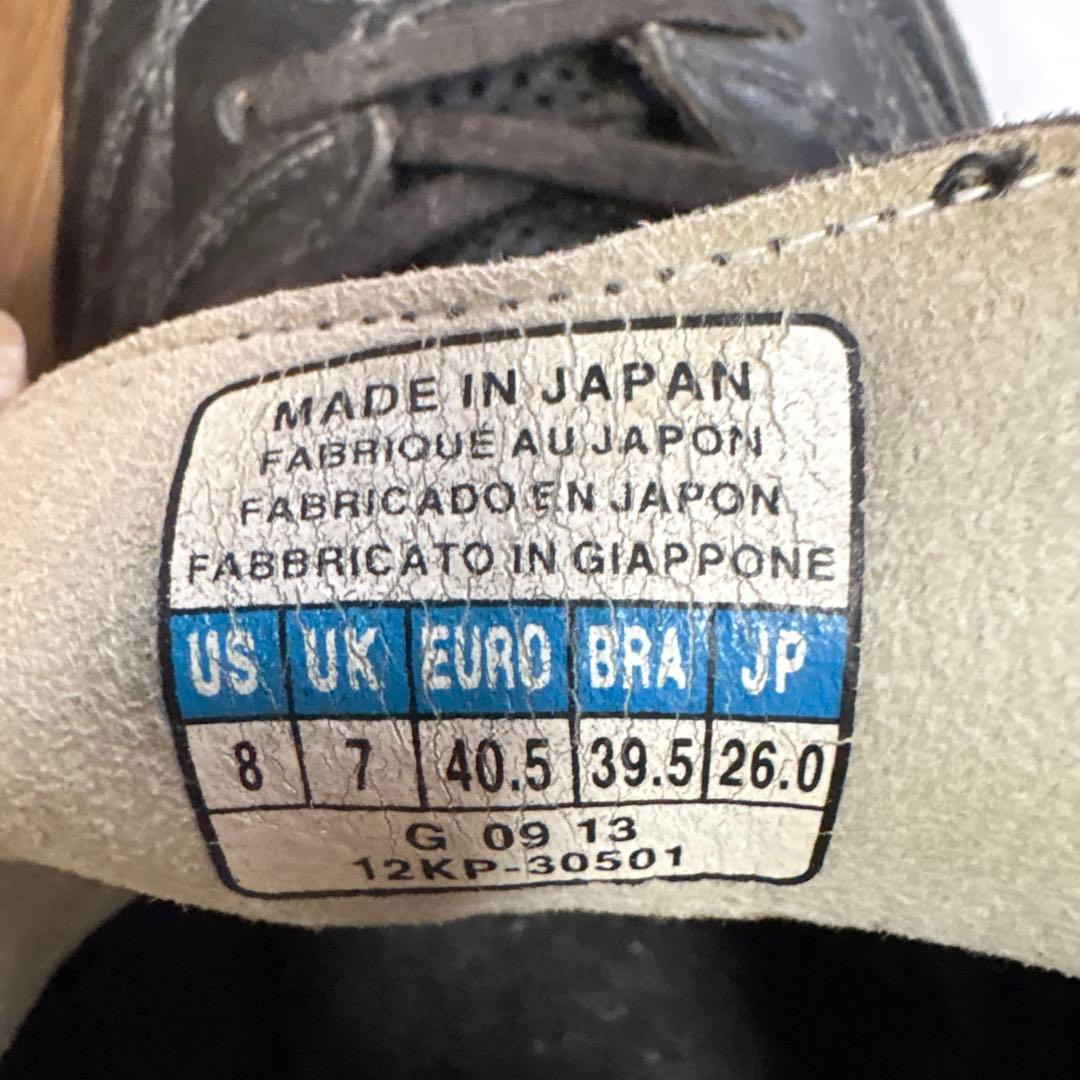 MADE IN JAPAN
FABRIQUE AU JAPON
FABRICADO EN JAPON
FABBRICATO IN GIAPPONE
US UK EURO BRA JP
8 7 40.5 39.5 26.0
G 09 13
12KP-30501